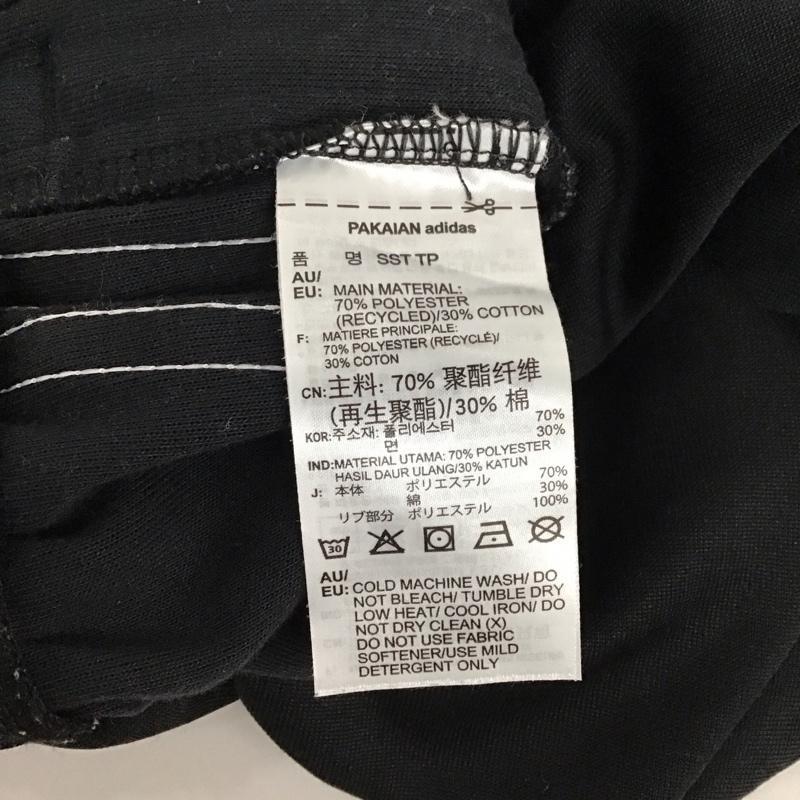 PAKAIAN adidas
품 명 SST TP
AU/
EU: MAIN MATERIAL:
70% POLYESTER
(RECYCLED)/30% COTTON
F: MATIERE PRINCIPALE:
70% POLYESTER (RECYCLÉ)/
30% COTON
CN: 主料: 70% 聚酯纤维
(再生聚酯)/30% 棉
KOR: 주소재: 폴리에스터 70%
면 30%
IND: MATERIAL UTAMA: 70% POLYESTER
HASIL DAUR ULANG/30% KATUN
J: 本体 ポリエステル 70%
綿 30%
リブ部分 ポリエステル 100%
30
AU/
EU: COLD MACHINE WASH/ DO
NOT BLEACH/ TUMBLE DRY
LOW HEAT/ COOL IRON/ DO
NOT DRY CLEAN (X)
DO NOT USE FABRIC
SOFTENER/USE MILD
DETERGENT ONLY